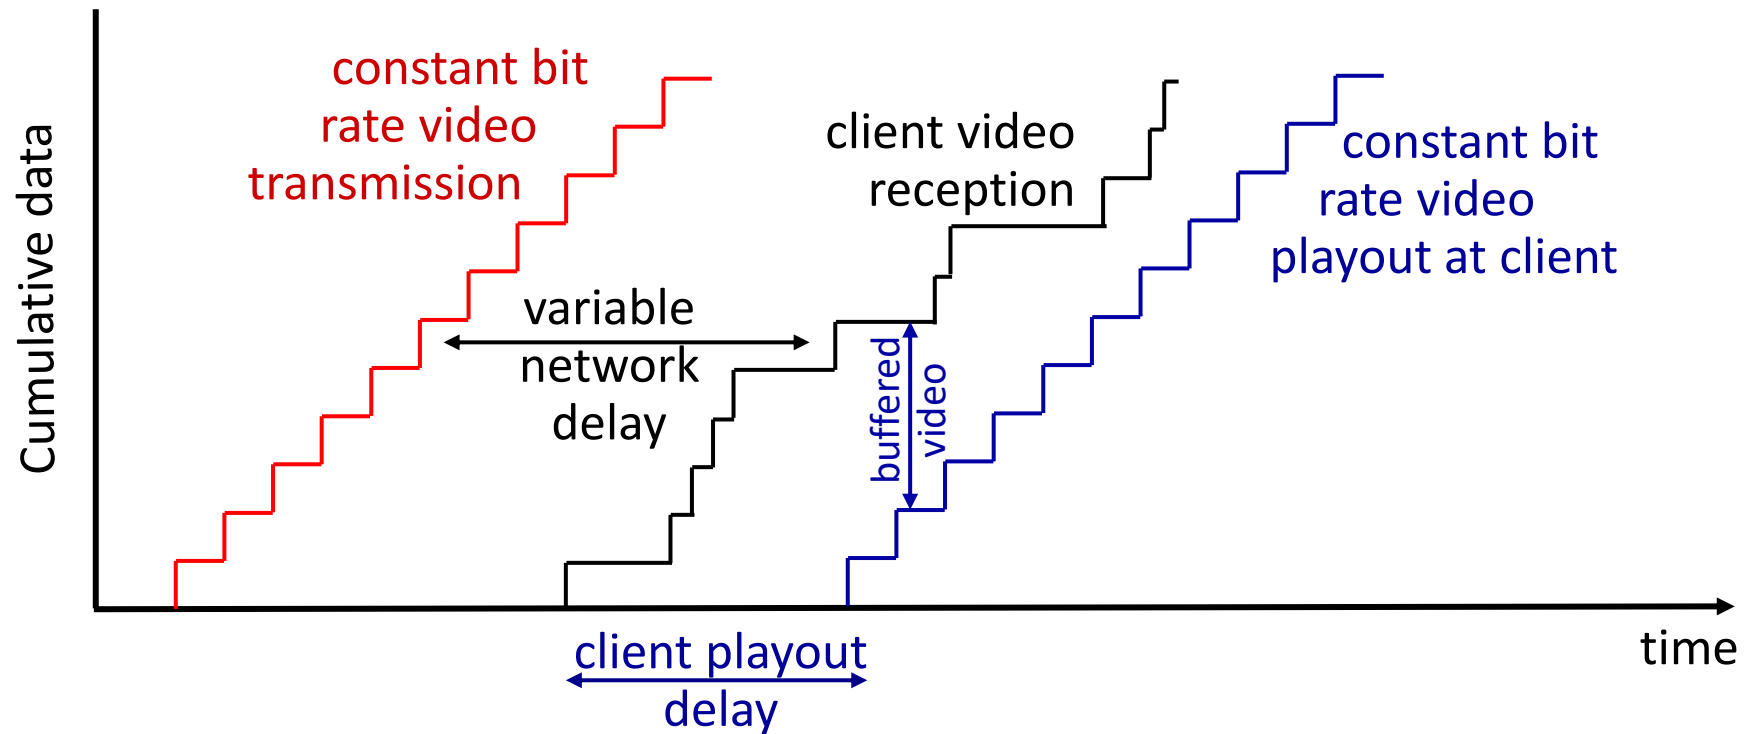 constant bit
rate video
transmission
client video
reception
constant bit
rate video
playout at client
Cumulative data
variable
network
delay
buffered
video
client playout
delay
time